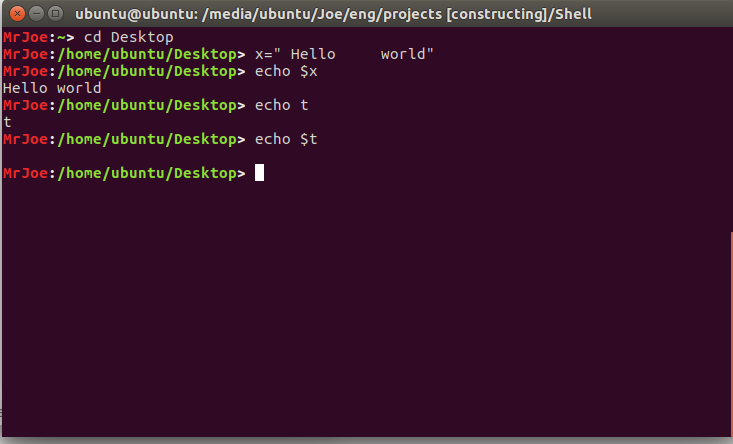 ubuntu@ubuntu: /media/ubuntu/Joe/eng/projects [constructing]/Shell
MrJoe:~> cd Desktop
MrJoe:/home/ubuntu/Desktop> x=" Hello     world"
MrJoe:/home/ubuntu/Desktop> echo $x
Hello world
MrJoe:/home/ubuntu/Desktop> echo t
t
MrJoe:/home/ubuntu/Desktop> echo $t

MrJoe:/home/ubuntu/Desktop>